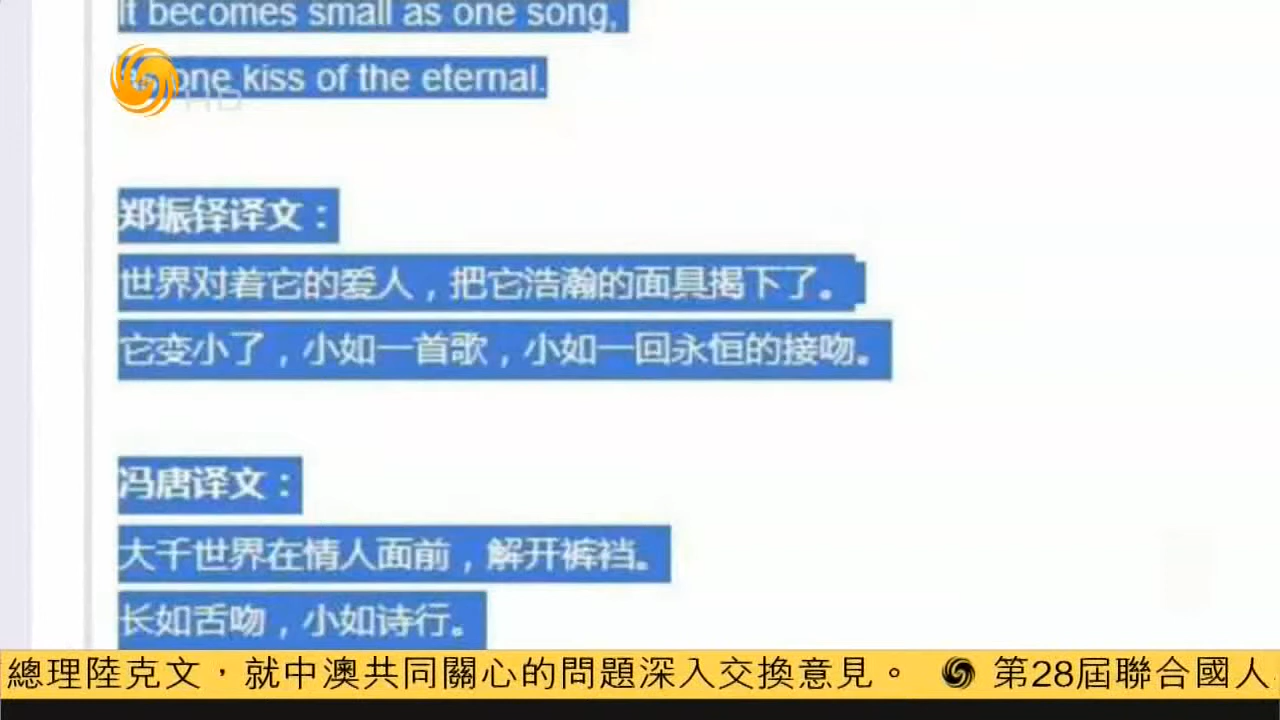 It becomes small as one song,
as one kiss of the eternal.
HD
郑振铎译文：
世界对着它的爱人，把它浩瀚的面具揭下了。
它变小了，小如一首歌，小如一回永恒的接吻。
冯唐译文：
大千世界在情人面前，解开裤裆。
长如舌吻，小如诗行。
總理陸克文，就中澳共同關心的問題深入交換意見。 第28屆聯合國人